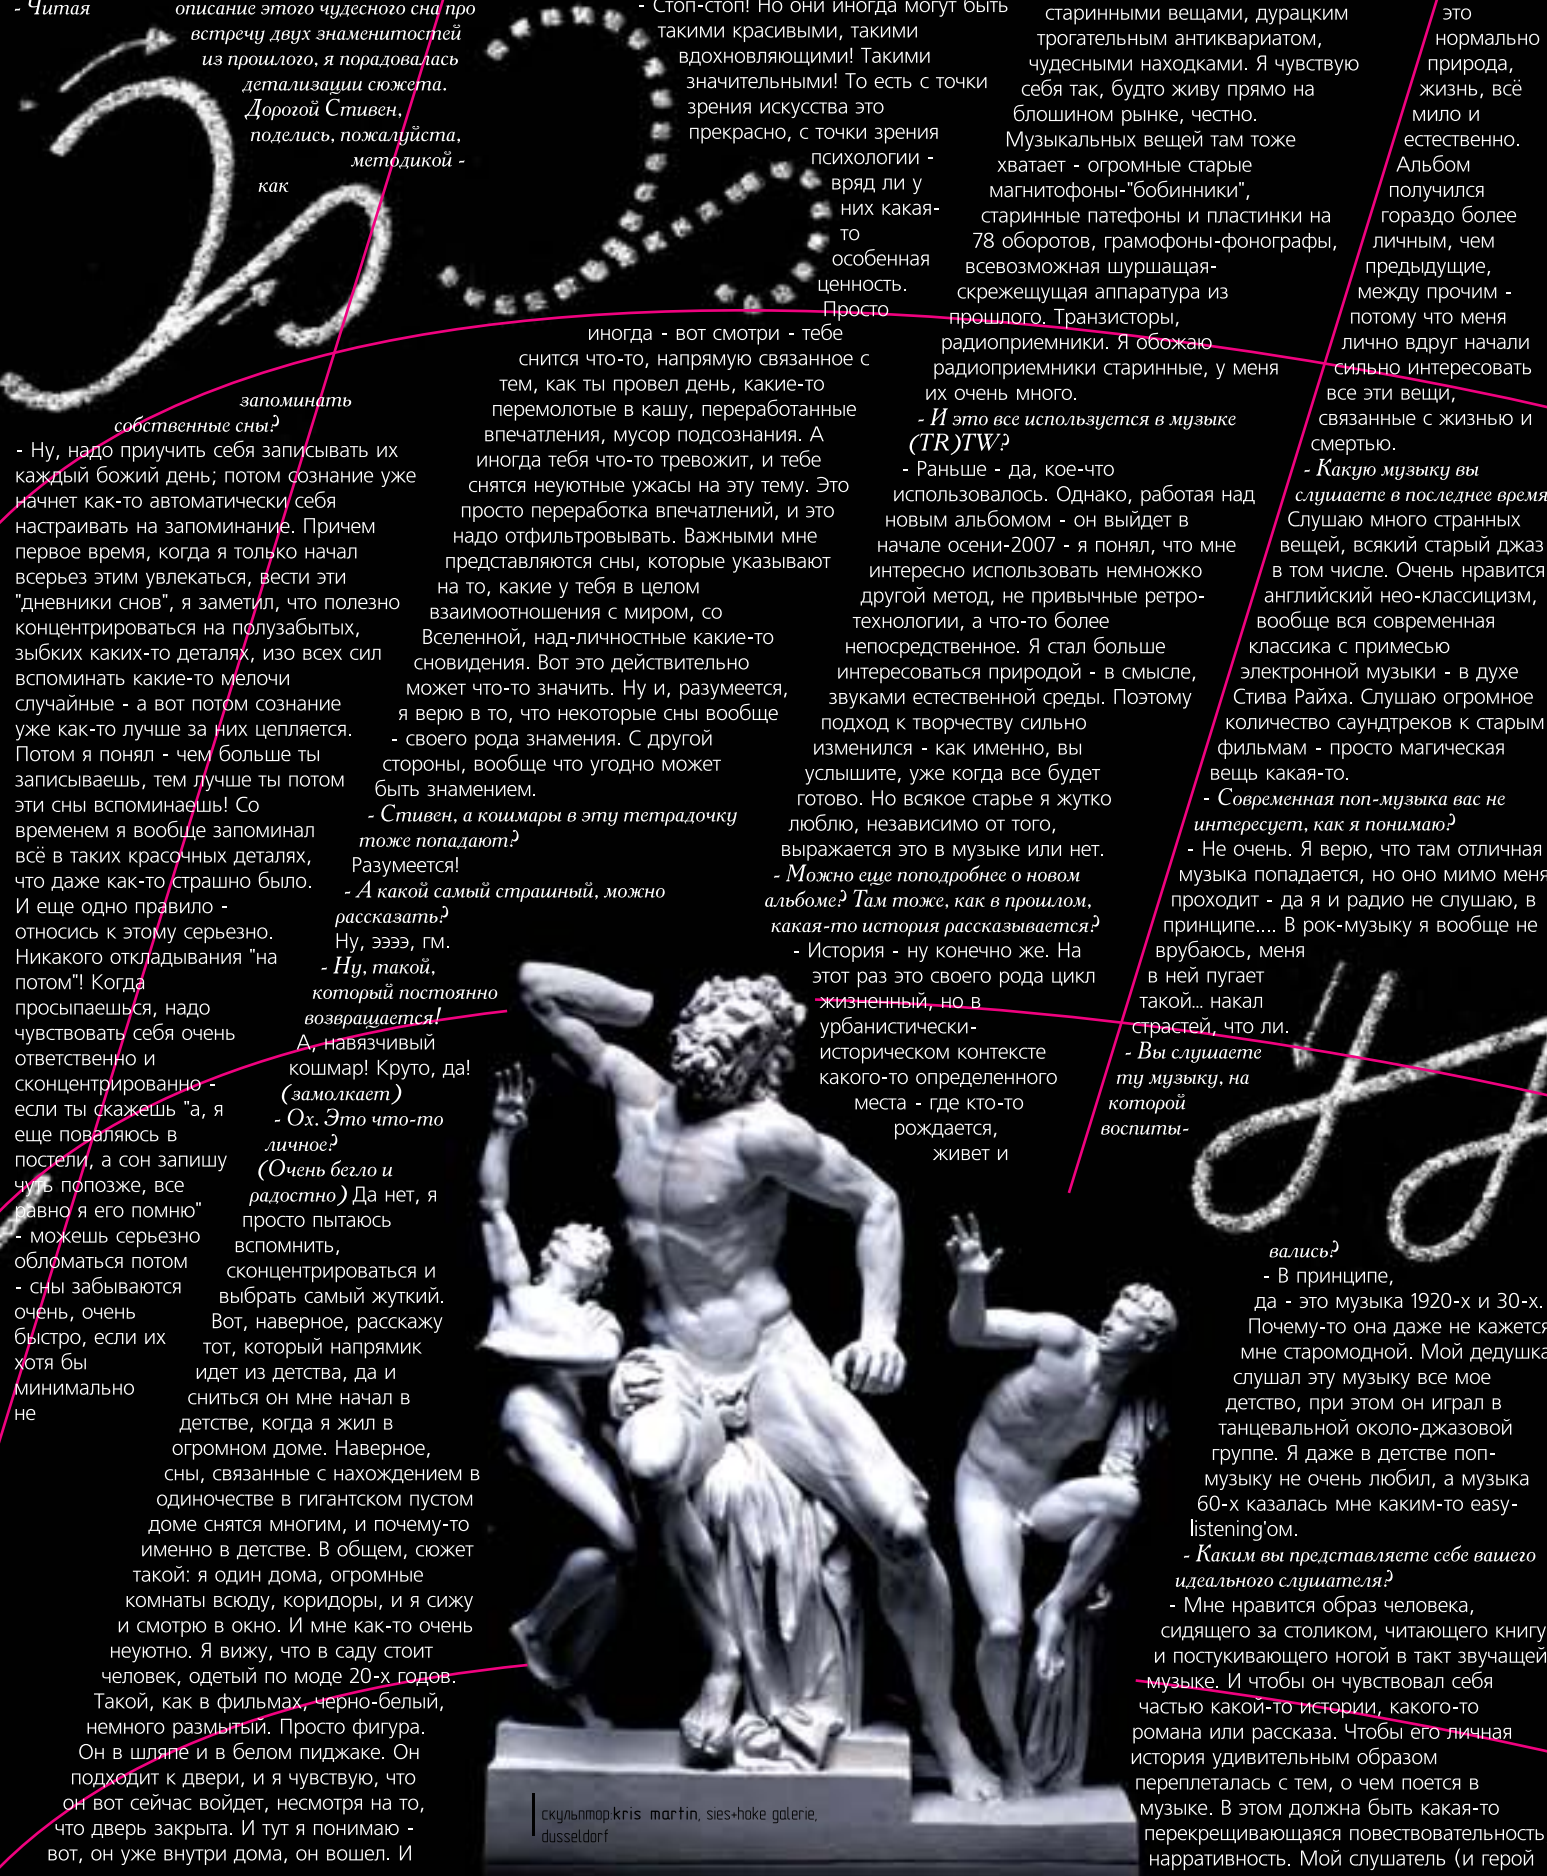 - Читая описание этого чудесного сна про
встречу двух знаменитостей
из прошлого, я порадовалась
детализации сюжета.
Дорогой Стивен,
поделись, пожалуйста,
методикой -
как
запоминать
собственные сны?
- Ну, надо приучить себя записывать их
каждый божий день; потом сознание уже
начнет как-то автоматически себя
настраивать на запоминание. Причем
первое время, когда я только начал
всерьез этим увлекаться, вести эти
"дневники снов", я заметил, что полезно
концентрироваться на полузабытых,
зыбких каких-то деталях, изо всех сил
вспоминать какие-то мелочи
случайные - а вот потом сознание
уже как-то лучше за них цепляется.
Потом я понял - чем больше ты
записываешь, тем лучше ты потом
эти сны вспоминаешь! Со
временем я вообще запоминал
всё в таких красочных деталях,
что даже как-то страшно было.
И еще одно правило -
относись к этому серьезно.
Никакого откладывания "на
потом"! Когда
просыпаешься, надо
чувствовать себя очень
ответственно и
сконцентрированно -
если ты скажешь "а, я
еще поваляюсь в
постели, а сон запишу
чуть попозже, все
равно я его помню"
- можешь серьезно
обломаться потом
- сны забываются
очень, очень
быстро, если их
хотя бы
минимально
не
- Стоп-стоп! Но они иногда могут быть
такими красивыми, такими
вдохновляющими! Такими
значительными! То есть с точки
зрения искусства это
прекрасно, с точки зрения
психологии -
вряд ли у
них какая-
то
особенная
ценность.
Просто
иногда - вот смотри - тебе
снится что-то, напрямую связанное с
тем, как ты провел день, какие-то
перемолотые в кашу, переработанные
впечатления, мусор подсознания. А
иногда тебя что-то тревожит, и тебе
снятся неуютные ужасы на эту тему. Это
просто переработка впечатлений, и это
надо отфильтровывать. Важными мне
представляются сны, которые указывают
на то, какие у тебя в целом
взаимоотношения с миром, со
Вселенной, над-личностные какие-то
сновидения. Вот это действительно
может что-то значить. Ну и, разумеется,
я верю в то, что некоторые сны вообще
- своего рода знамения. С другой
стороны, вообще что угодно может
быть знамением.
- Стивен, а кошмары в эту тетрадочку
тоже попадают?
Разумеется!
- А какой самый страшный, можно
рассказать?
Ну, ээээ, гм.
- Ну, такой,
который постоянно
возвращается!
А, навязчивый
кошмар! Круто, да!
(замолкает)
- Ох. Это что-то
личное?
(Очень бегло и
радостно) Да нет, я
просто пытаюсь
вспомнить,
сконцентрироваться и
выбрать самый жуткий.
Вот, наверное, расскажу
тот, который напрямик
идет из детства, да и
сниться он мне начал в
детстве, когда я жил в
огромном доме. Наверное,
сны, связанные с нахождением в
одиночестве в гигантском пустом
доме снятся многим, и почему-то
именно в детстве. В общем, сюжет
такой: я один дома, огромные
комнаты всюду, коридоры, и я сижу
и смотрю в окно. И мне как-то очень
неуютно. Я вижу, что в саду стоит
человек, одетый по моде 20-х годов.
Такой, как в фильмах, черно-белый,
немного размытый. Просто фигура.
Он в шляпе и в белом пиджаке. Он
подходит к двери, и я чувствую, что
он вот сейчас войдет, несмотря на то,
что дверь закрыта. И тут я понимаю -
вот, он уже внутри дома, он вошел. И
старинными вещами, дурацким
трогательным антиквариатом,
чудесными находками. Я чувствую
себя так, будто живу прямо на
блошином рынке, честно.
Музыкальных вещей там тоже
хватает - огромные старые
магнитофоны-"бобинники",
старинные патефоны и пластинки на
78 оборотов, грамофоны-фонографы,
всевозможная шуршащая-
скрежещущая аппаратура из
прошлого. Транзисторы,
радиоприемники. Я обожаю
радиоприемники старинные, у меня
их очень много.
- И это все используется в музыке
(TR)TW?
- Раньше - да, кое-что
использовалось. Однако, работая над
новым альбомом - он выйдет в
начале осени-2007 - я понял, что мне
интересно использовать немножко
другой метод, не привычные ретро-
технологии, а что-то более
непосредственное. Я стал больше
интересоваться природой - в смысле,
звуками естественной среды. Поэтому
подход к творчеству сильно
изменился - как именно, вы
услышите, уже когда все будет
готово. Но всякое старье я жутко
люблю, независимо от того,
выражается это в музыке или нет.
- Можно еще поподробнее о новом
альбоме? Там тоже, как в прошлом,
какая-то история рассказывается?
- История - ну конечно же. На
этот раз это своего рода цикл
жизненный, но в
урбанистически-
историческом контексте
какого-то определенного
места - где кто-то
рождается,
живет и
это
нормально
природа,
жизнь, всё
мило и
естественно.
Альбом
получился
гораздо более
личным, чем
предыдущие,
между прочим -
потому что меня
лично вдруг начали
сильно интересовать
все эти вещи,
связанные с жизнью и
смертью.
- Какую музыку вы
слушаете в последнее время
Слушаю много странных
вещей, всякий старый джаз
в том числе. Очень нравится
английский нео-классицизм,
вообще вся современная
классика с примесью
электронной музыки - в духе
Стива Райха. Слушаю огромное
количество саундтреков к старым
фильмам - просто магическая
вещь какая-то.
- Современная поп-музыка вас не
интересует, как я понимаю?
- Не очень. Я верю, что там отличная
музыка попадается, но оно мимо меня
проходит - да я и радио не слушаю, в
принципе.... В рок-музыку я вообще не
врубаюсь, меня
в ней пугает
такой... накал
страстей, что ли.
- Вы слушаете
ту музыку, на
которой
воспиты-
вались?
- В принципе,
да - это музыка 1920-х и 30-х.
Почему-то она даже не кажется
мне старомодной. Мой дедушка
слушал эту музыку все мое
детство, при этом он играл в
танцевальной около-джазовой
группе. Я даже в детстве поп-
музыку не очень любил, а музыка
60-х казалась мне каким-то easy-
listening'ом.
- Каким вы представляете себе вашего
идеального слушателя?
- Мне нравится образ человека,
сидящего за столиком, читающего книгу
и постукивающего ногой в такт звучащей
музыке. И чтобы он чувствовал себя
частью какой-то истории, какого-то
романа или рассказа. Чтобы его личная
история удивительным образом
переплеталась с тем, о чем поется в
музыке. В этом должна быть какая-то
перекрещивающаяся повествовательность
нарративность. Мой слушатель (и герой
скульптор:kris martin, sies+hoke galerie,
dusseldorf